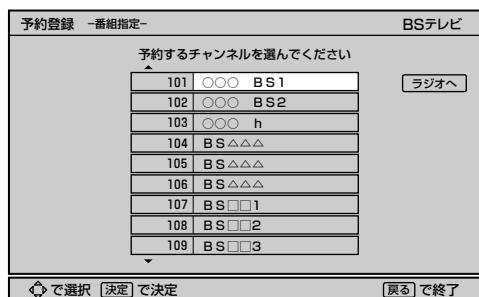 予約登録 −番組指定− BSテレビ
予約するチャンネルを選んでください
101 ○○○ BS1
ラジオへ
102 ○○○ BS2
103 ○○○ h
104 BS△△△
105 BS△△△
106 BS△△△
107 BS□□1
108 BS□□2
109 BS□□3
で選択 決定 で決定 戻る で終了